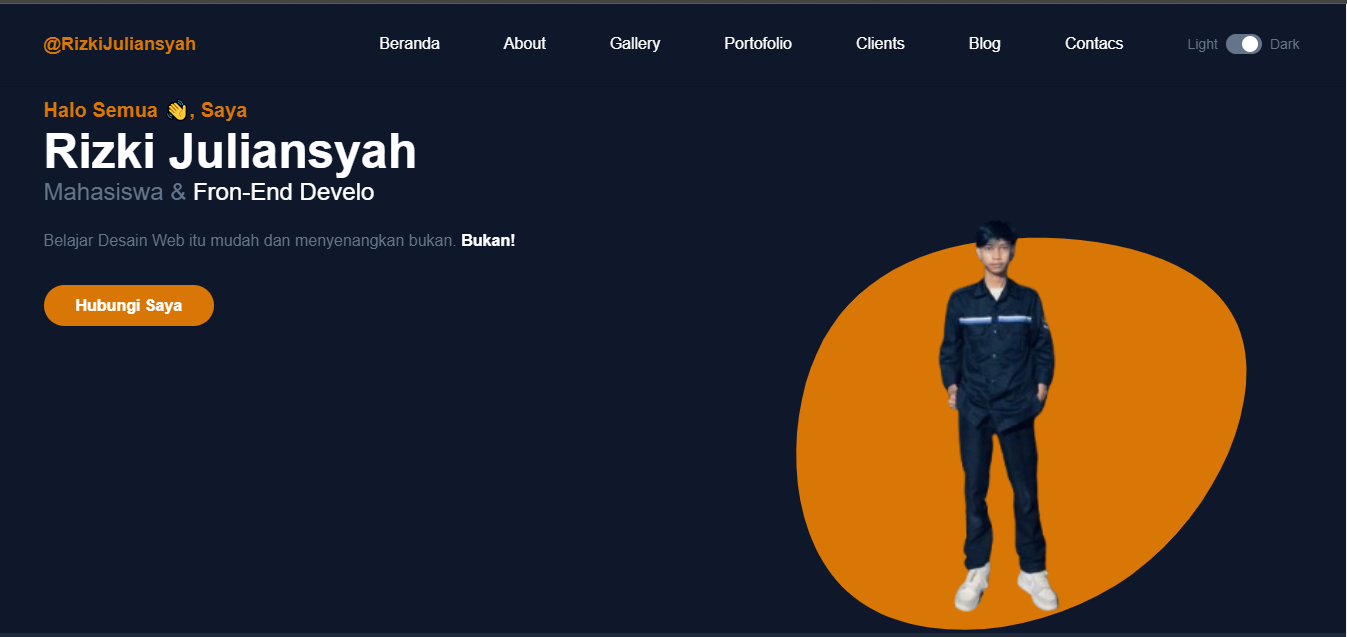 @RizkiJuliansyah
Beranda About Gallery Portofolio Clients Blog Contacs Light Dark
Halo Semua 👋, Saya
Rizki Juliansyah
Mahasiswa & Fron-End Develo
Belajar Desain Web itu mudah dan menyenangkan bukan. Bukan!
Hubungi Saya